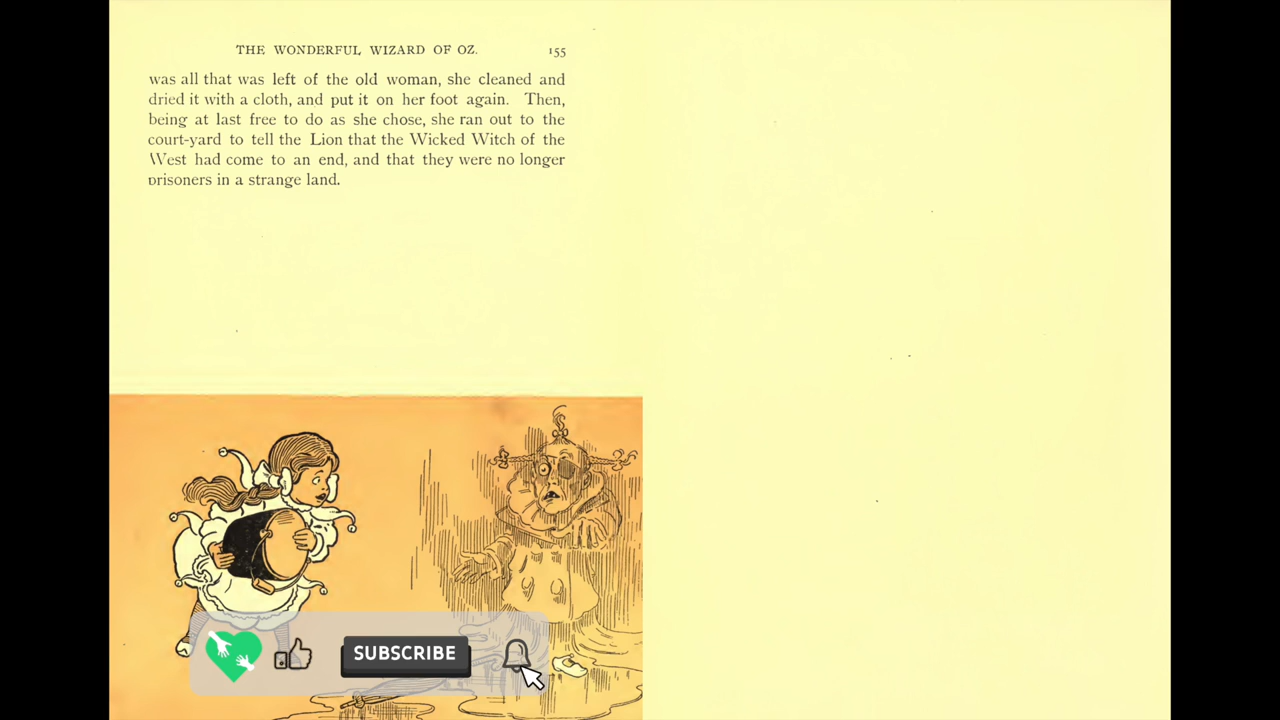 THE WONDERFUL WIZARD OF OZ. 155
was all that was left of the old woman, she cleaned and
dried it with a cloth, and put it on her foot again. Then,
being at last free to do as she chose, she ran out to the
court-yard to tell the Lion that the Wicked Witch of the
West had come to an end, and that they were no longer
prisoners in a strange land.
SUBSCRIBE